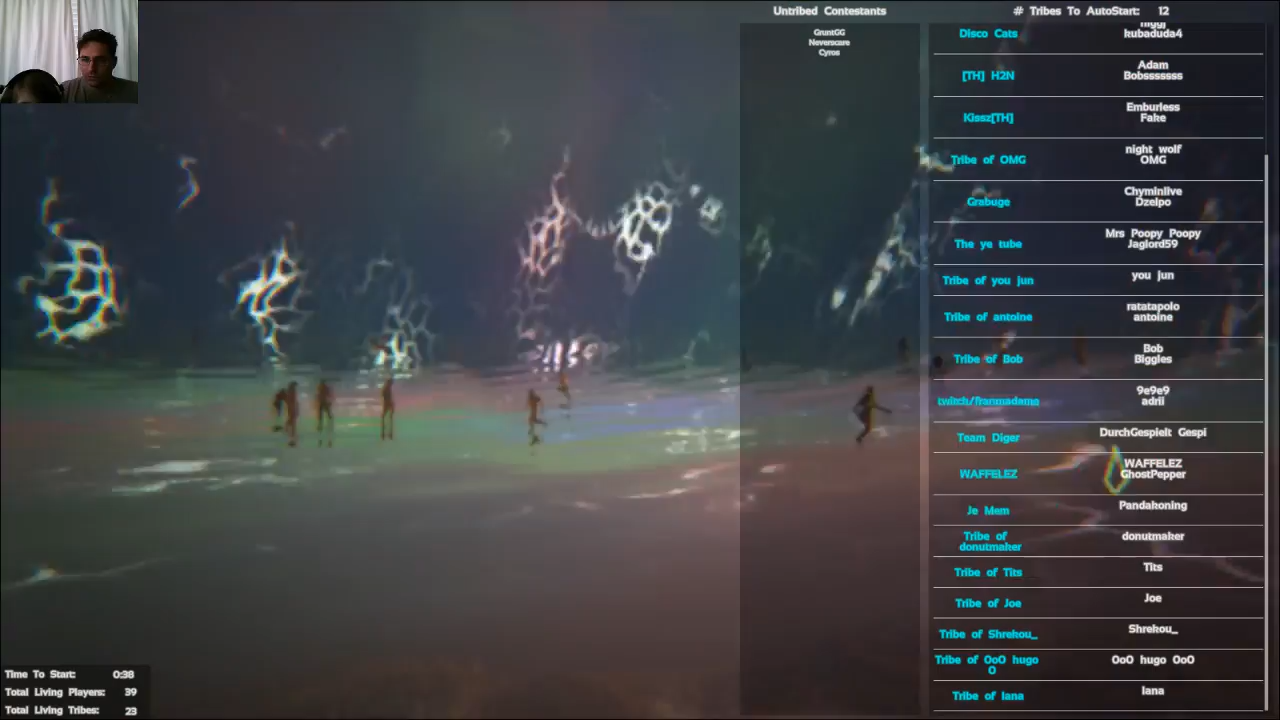 Untribed Contestants
# Tribes To AutoStart: 12
GruntGG
Neverscare
Cyros
Disco Cats
kubaduda4
[TH] H2N
Adam
Bobsssssss
Kissz[TH]
Emburless
Fake
Tribe of OMG
night wolf
OMG
Grabuge
Chyminlive
Dzelpo
The ye tube
Mrs Poopy Poopy
Jaglord59
Tribe of you jun
you jun
Tribe of antoine
ratatapolo
antoine
Tribe of Bob
Bob
Biggles
twitch/franmadema
9e9e9
adrii
Team Diger
DurchGespielt Gespi
WAFFELEZ
WAFFELEZ
GhostPepper
Je Mem
Pandakoning
Tribe of
donutmaker
donutmaker
Tribe of Tits
Tits
Tribe of Joe
Joe
Tribe of Shrekou_
Shrekou_
Tribe of OoO hugo
O
OoO hugo OoO
Tribe of lana
lana
Time To Start: 0:38
Total Living Players: 39
Total Living Tribes: 23